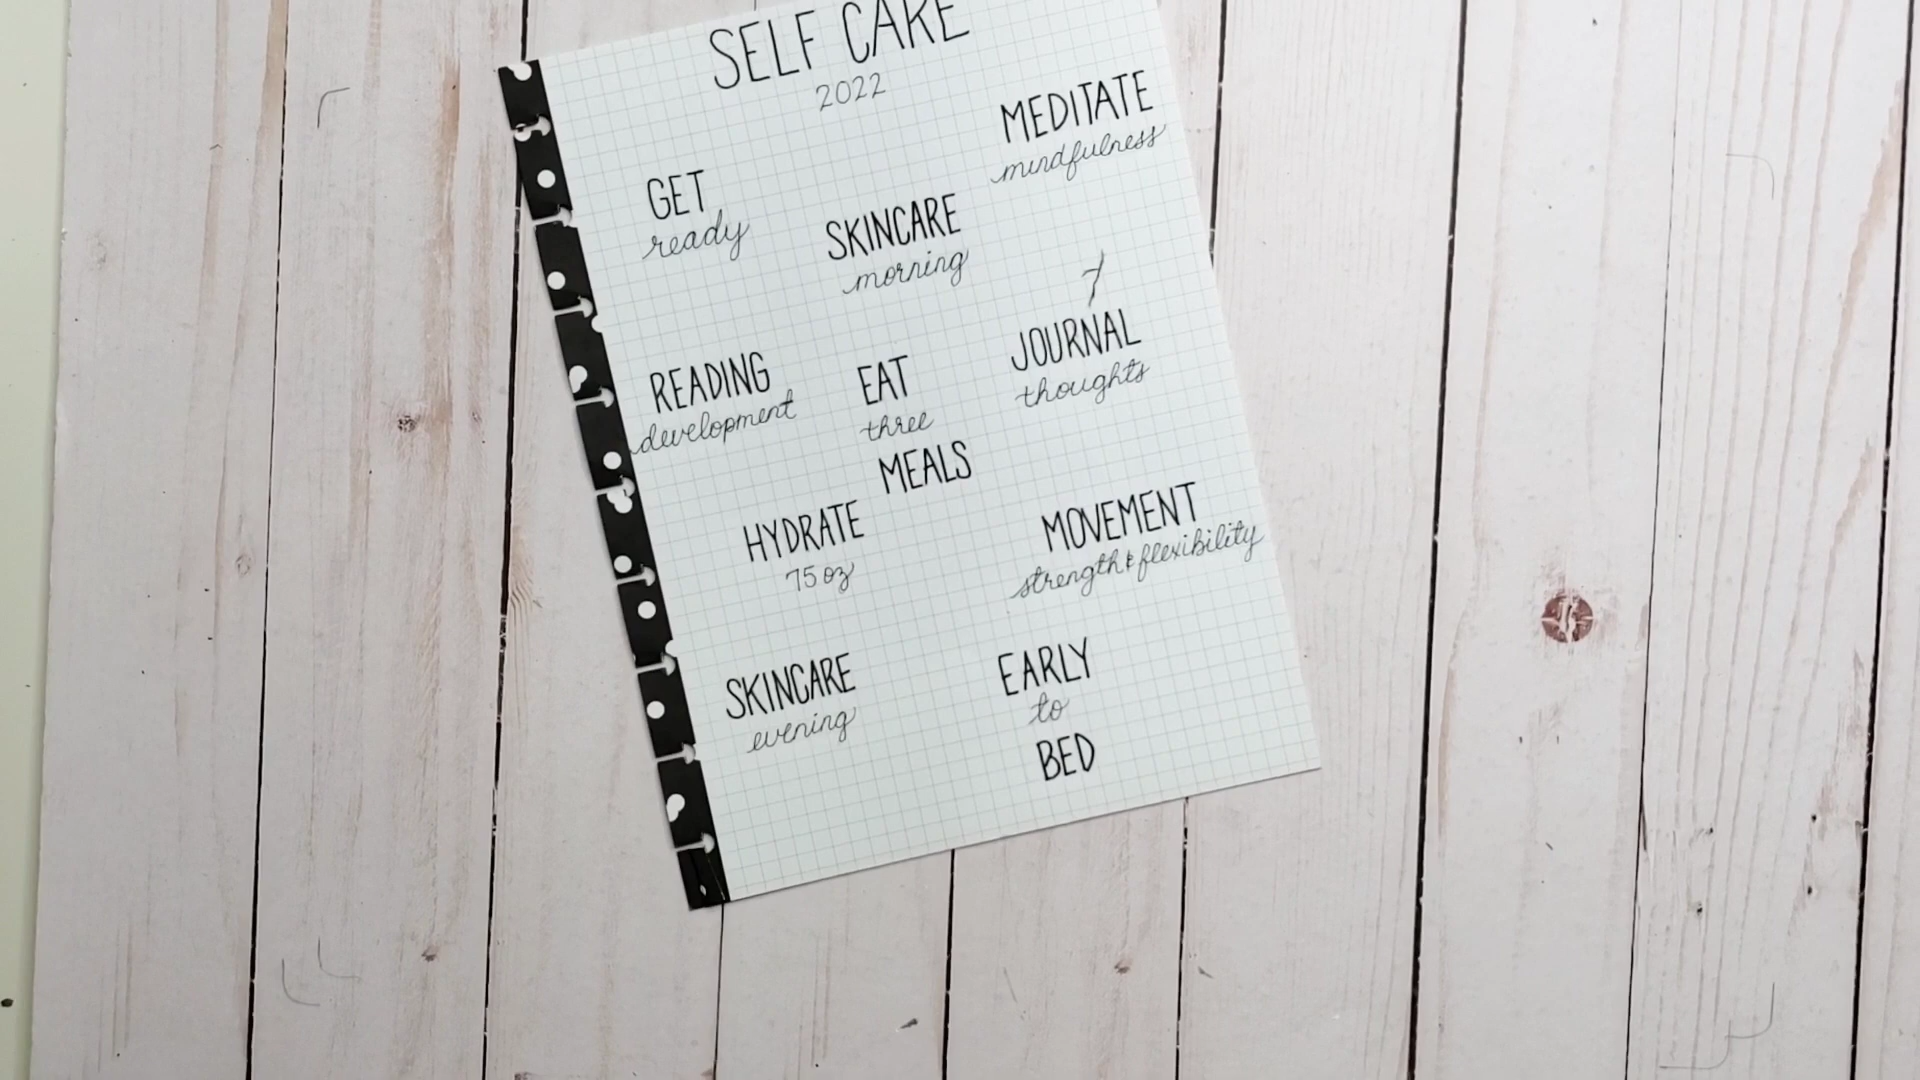 SELF CARE
2022
MEDITATE
mindfulness
GET
ready
SKINCARE
morning
JOURNAL
thoughts
READING
development
EAT
three
MEALS
HYDRATE
75 oz
MOVEMENT
strength & flexibility
SKINCARE
evening
EARLY
to
BED